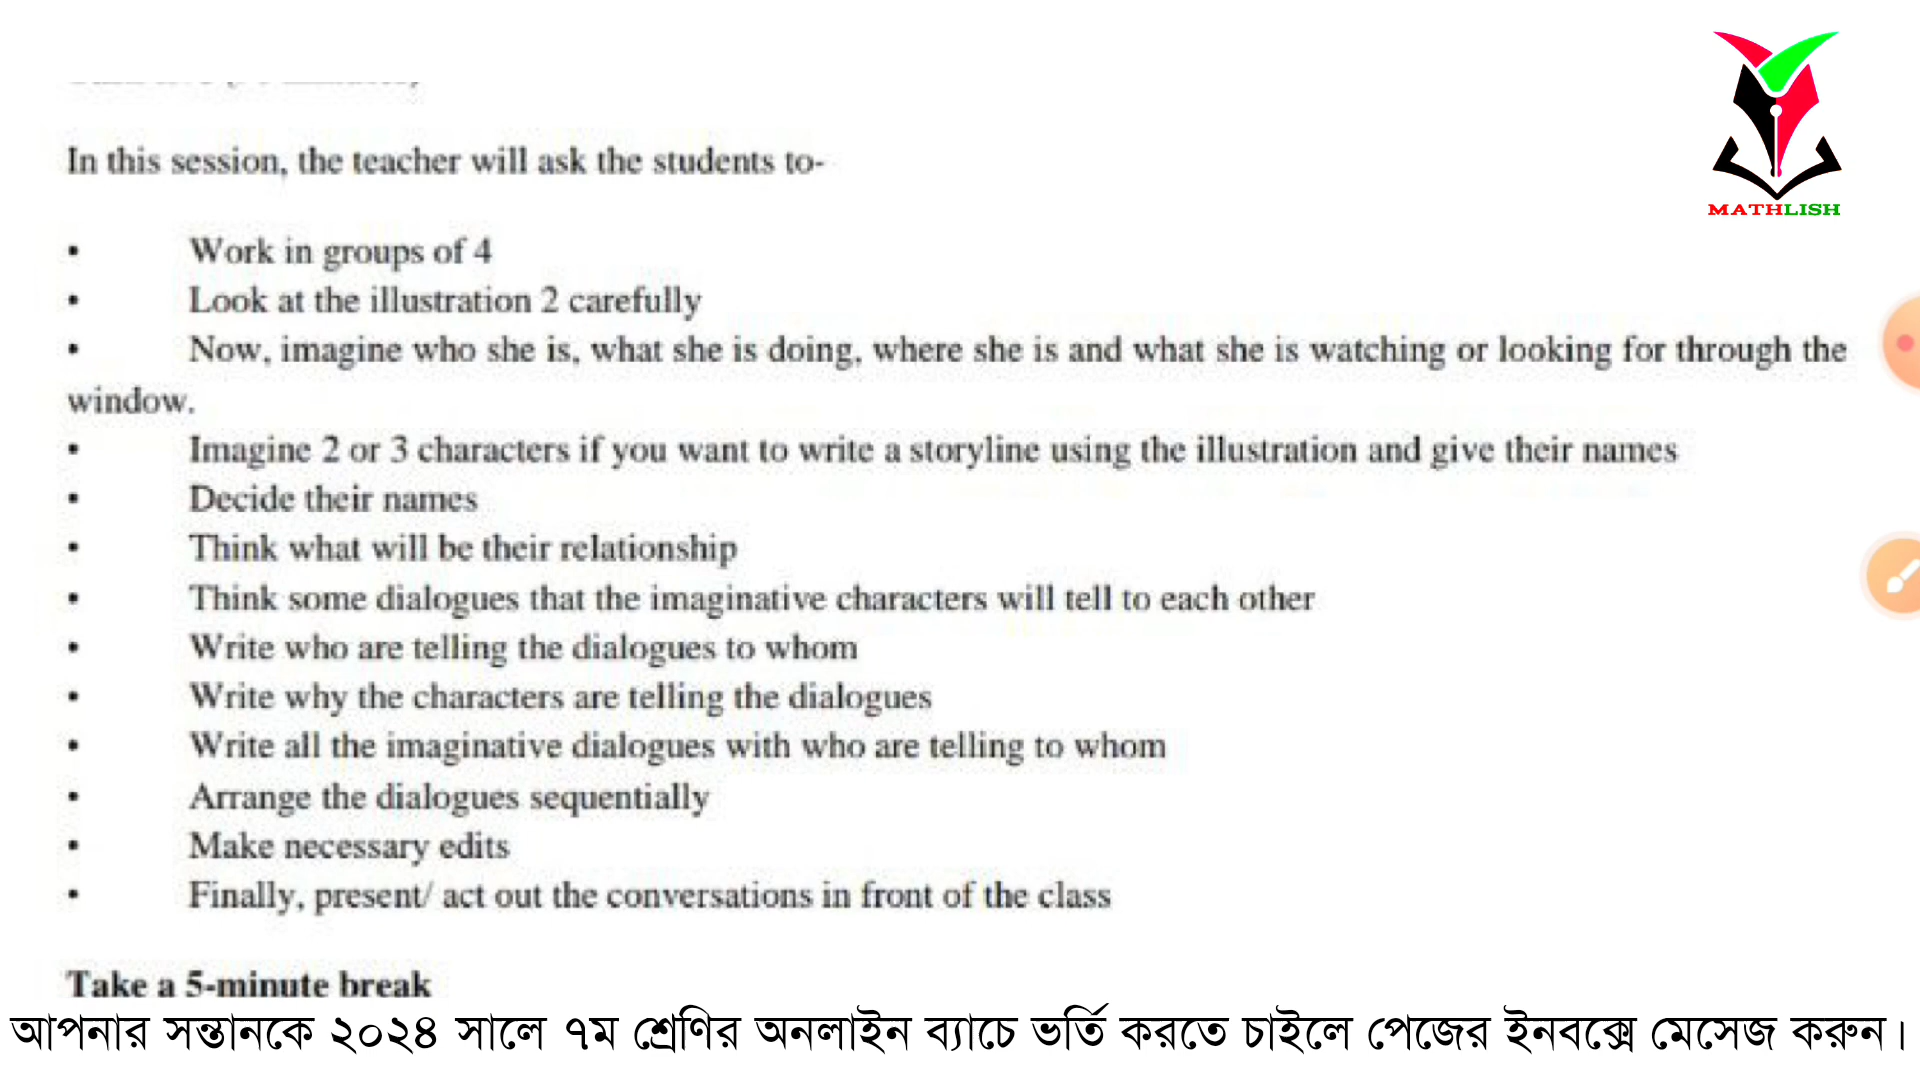 In this session, the teacher will ask the students to-
MATHLISH
• Work in groups of 4
• Look at the illustration 2 carefully
• Now, imagine who she is, what she is doing, where she is and what she is watching or looking for through the
window.
• Imagine 2 or 3 characters if you want to write a storyline using the illustration and give their names
• Decide their names
• Think what will be their relationship
• Think some dialogues that the imaginative characters will tell to each other
• Write who are telling the dialogues to whom
• Write why the characters are telling the dialogues
• Write all the imaginative dialogues with who are telling to whom
• Arrange the dialogues sequentially
• Make necessary edits
• Finally, present/ act out the conversations in front of the class
Take a 5-minute break
আপনার সন্তানকে ২০২৪ সালে ৭ম শ্রেণির অনলাইন ব্যাচে ভর্তি করতে চাইলে পেজের ইনবক্সে মেসেজ করুন।